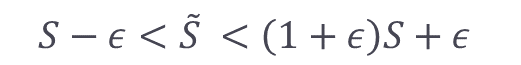 S − ϵ < S̃ < (1 + ϵ)S + ϵ